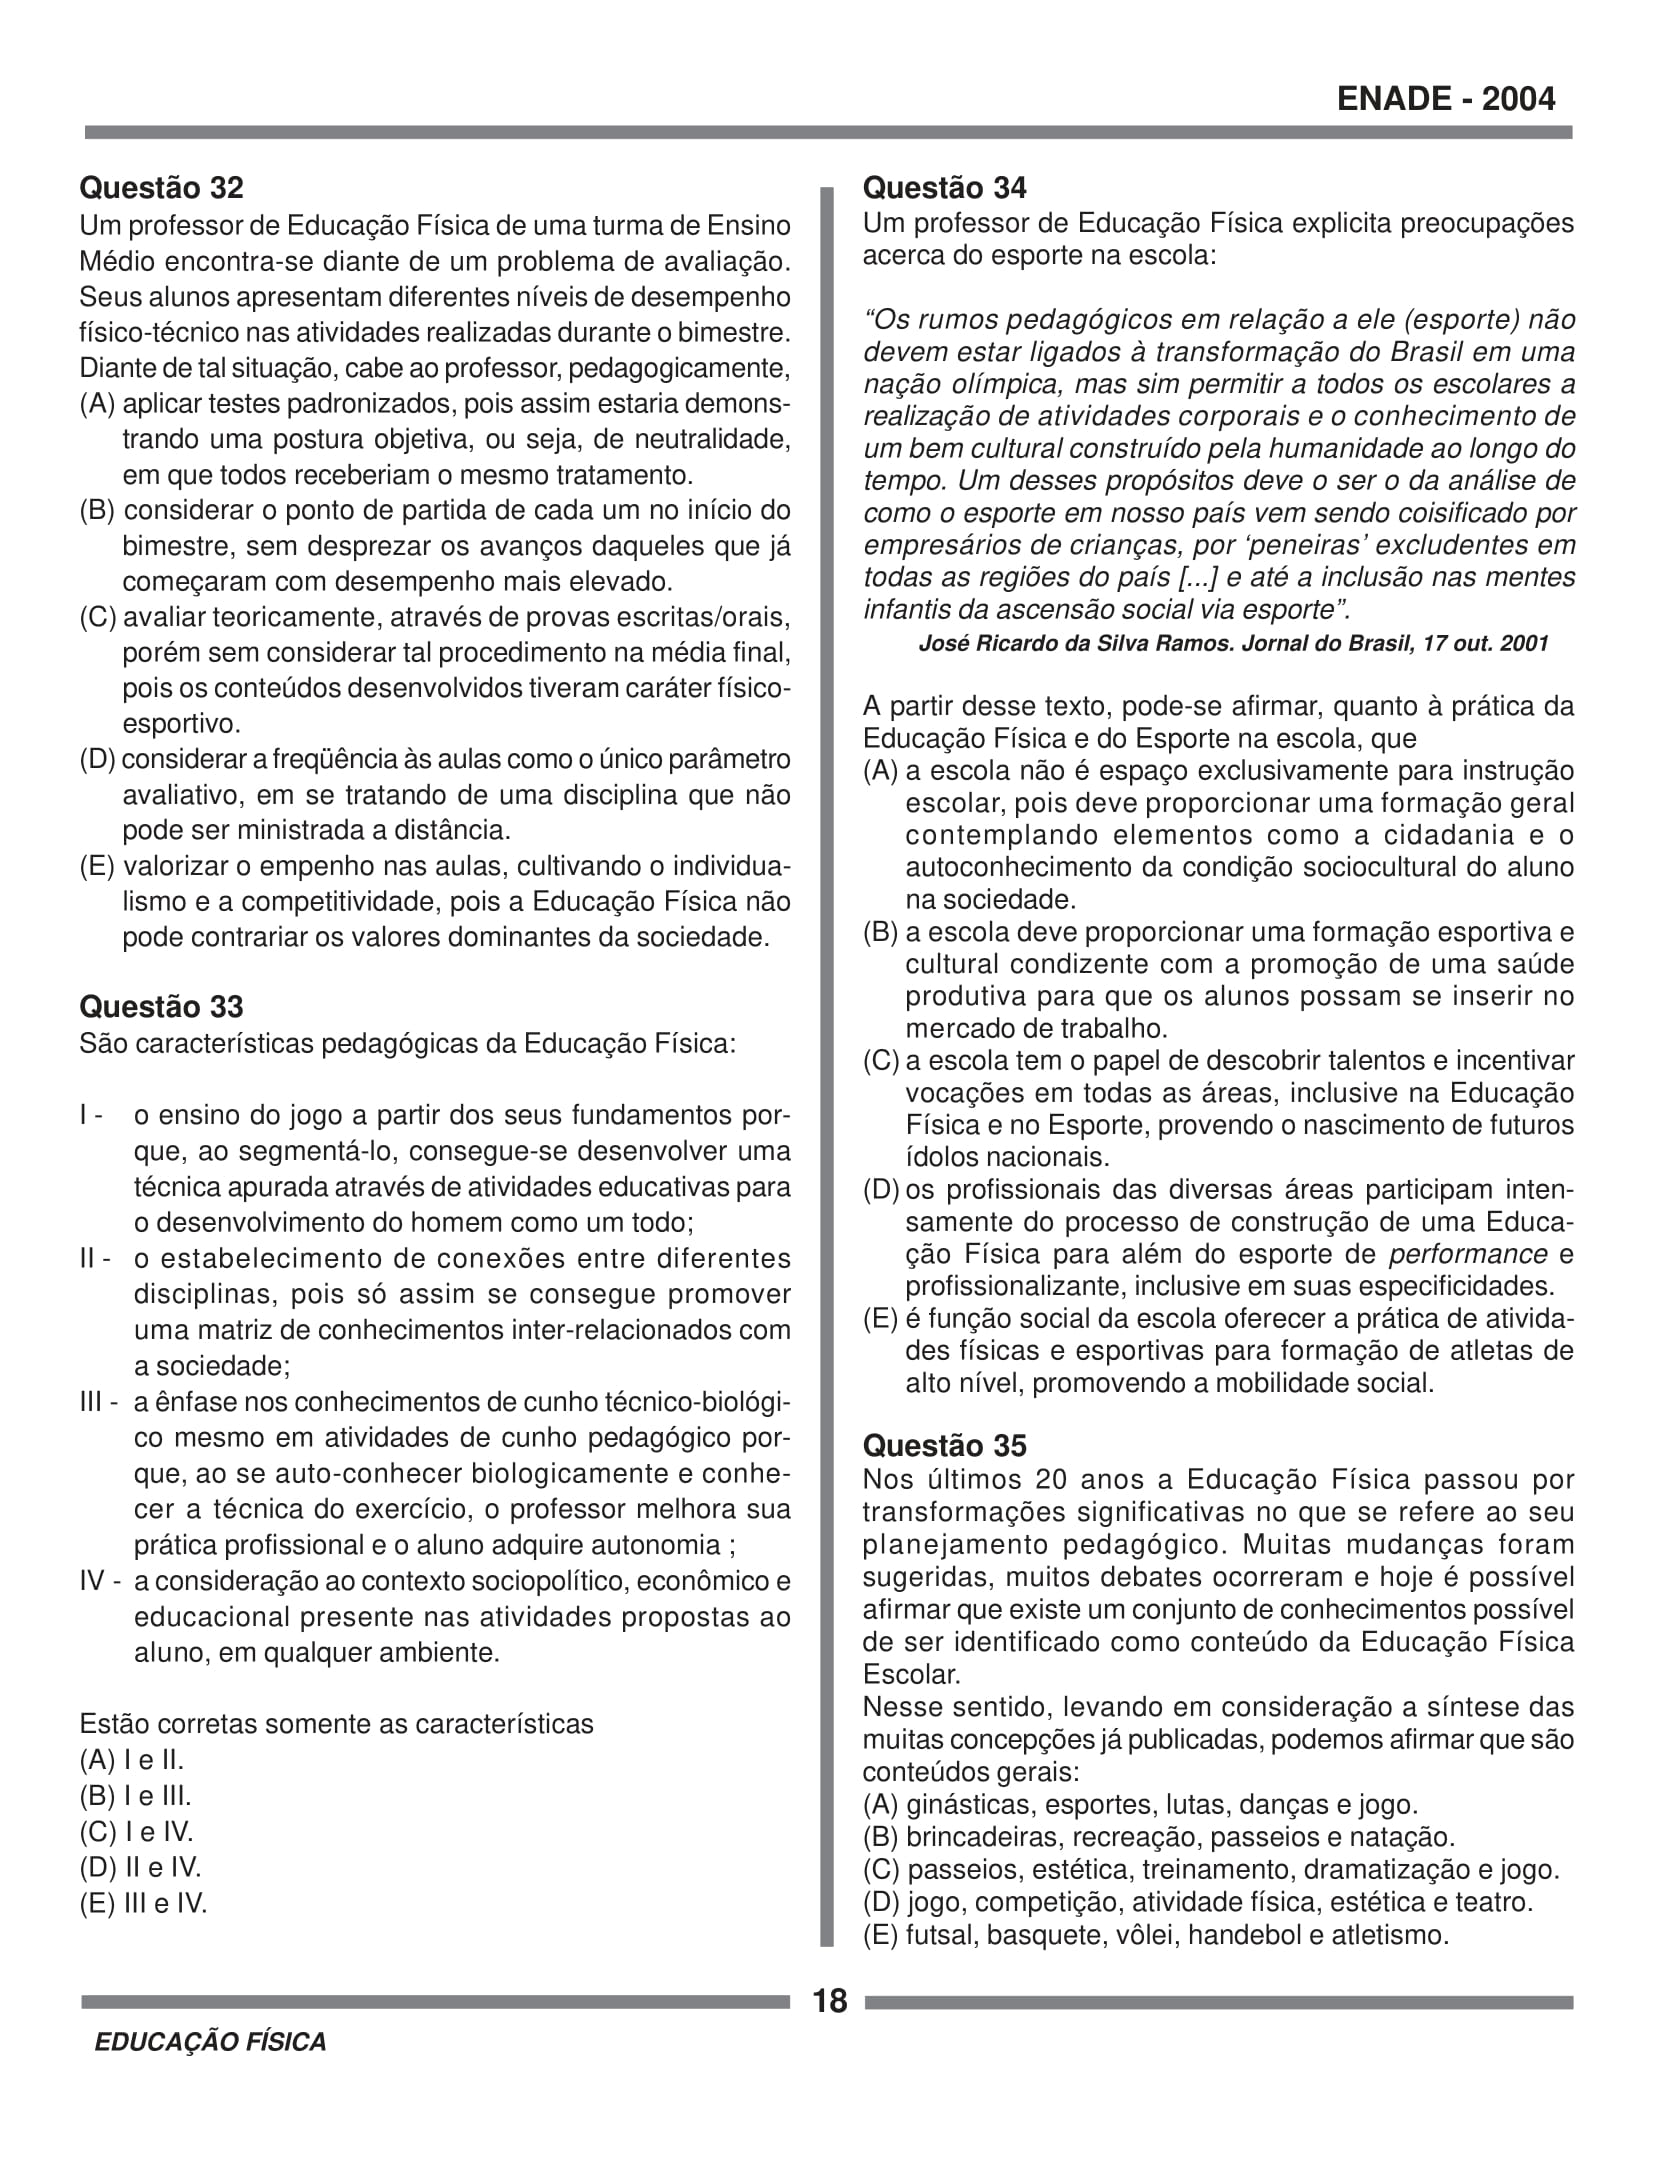 ENADE - 2004
Questão 32
Um professor de Educação Física de uma turma de Ensino
Médio encontra-se diante de um problema de avaliação.
Seus alunos apresentam diferentes níveis de desempenho
físico-técnico nas atividades realizadas durante o bimestre.
Diante de tal situação, cabe ao professor, pedagogicamente,
(A) aplicar testes padronizados, pois assim estaria demons-
trando uma postura objetiva, ou seja, de neutralidade,
em que todos receberiam o mesmo tratamento.
(B) considerar o ponto de partida de cada um no início do
bimestre, sem desprezar os avanços daqueles que já
começaram com desempenho mais elevado.
(C) avaliar teoricamente, através de provas escritas/orais,
porém sem considerar tal procedimento na média final,
pois os conteúdos desenvolvidos tiveram caráter físico-
esportivo.
(D) considerar a freqüência às aulas como o único parâmetro
avaliativo, em se tratando de uma disciplina que não
pode ser ministrada a distância.
(E) valorizar o empenho nas aulas, cultivando o individua-
lismo e a competitividade, pois a Educação Física não
pode contrariar os valores dominantes da sociedade.
Questão 33
São características pedagógicas da Educação Física:
I - o ensino do jogo a partir dos seus fundamentos por-
que, ao segmentá-lo, consegue-se desenvolver uma
técnica apurada através de atividades educativas para
o desenvolvimento do homem como um todo;
II - o estabelecimento de conexões entre diferentes
disciplinas, pois só assim se consegue promover
uma matriz de conhecimentos inter-relacionados com
a sociedade;
III - a ênfase nos conhecimentos de cunho técnico-biológi-
co mesmo em atividades de cunho pedagógico por-
que, ao se auto-conhecer biologicamente e conhe-
cer a técnica do exercício, o professor melhora sua
prática profissional e o aluno adquire autonomia ;
IV - a consideração ao contexto sociopolítico, econômico e
educacional presente nas atividades propostas ao
aluno, em qualquer ambiente.
Estão corretas somente as características
(A) I e II.
(B) I e III.
(C) I e IV.
(D) II e IV.
(E) III e IV.
Questão 34
Um professor de Educação Física explicita preocupações
acerca do esporte na escola:
“Os rumos pedagógicos em relação a ele (esporte) não
devem estar ligados à transformação do Brasil em uma
nação olímpica, mas sim permitir a todos os escolares a
realização de atividades corporais e o conhecimento de
um bem cultural construído pela humanidade ao longo do
tempo. Um desses propósitos deve o ser o da análise de
como o esporte em nosso país vem sendo coisificado por
empresários de crianças, por ‘peneiras’ excludentes em
todas as regiões do país [...] e até a inclusão nas mentes
infantis da ascensão social via esporte”.
José Ricardo da Silva Ramos. Jornal do Brasil, 17 out. 2001
A partir desse texto, pode-se afirmar, quanto à prática da
Educação Física e do Esporte na escola, que
(A) a escola não é espaço exclusivamente para instrução
escolar, pois deve proporcionar uma formação geral
contemplando elementos como a cidadania e o
autoconhecimento da condição sociocultural do aluno
na sociedade.
(B) a escola deve proporcionar uma formação esportiva e
cultural condizente com a promoção de uma saúde
produtiva para que os alunos possam se inserir no
mercado de trabalho.
(C) a escola tem o papel de descobrir talentos e incentivar
vocações em todas as áreas, inclusive na Educação
Física e no Esporte, provendo o nascimento de futuros
ídolos nacionais.
(D) os profissionais das diversas áreas participam inten-
samente do processo de construção de uma Educa-
ção Física para além do esporte de performance e
profissionalizante, inclusive em suas especificidades.
(E) é função social da escola oferecer a prática de ativida-
des físicas e esportivas para formação de atletas de
alto nível, promovendo a mobilidade social.
Questão 35
Nos últimos 20 anos a Educação Física passou por
transformações significativas no que se refere ao seu
planejamento pedagógico. Muitas mudanças foram
sugeridas, muitos debates ocorreram e hoje é possível
afirmar que existe um conjunto de conhecimentos possível
de ser identificado como conteúdo da Educação Física
Escolar.
Nesse sentido, levando em consideração a síntese das
muitas concepções já publicadas, podemos afirmar que são
conteúdos gerais:
(A) ginásticas, esportes, lutas, danças e jogo.
(B) brincadeiras, recreação, passeios e natação.
(C) passeios, estética, treinamento, dramatização e jogo.
(D) jogo, competição, atividade física, estética e teatro.
(E) futsal, basquete, vôlei, handebol e atletismo.
18
EDUCAÇÃO FÍSICA